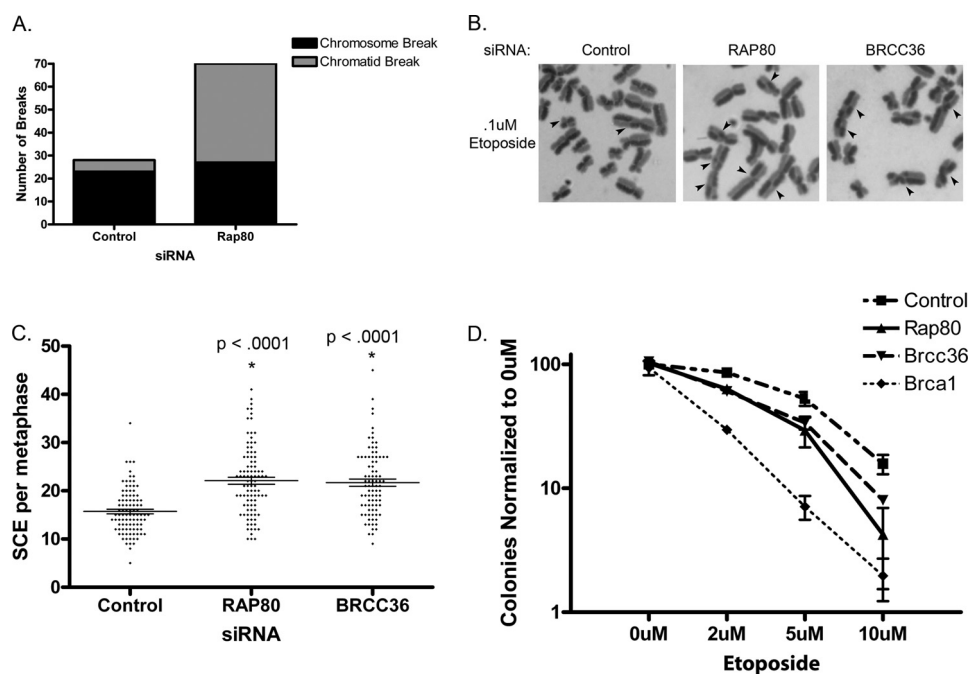 A.
Chromosome Break
Chromatid Break
Number of Breaks
70
60
50
40
30
20
10
0
Control
Rap80
siRNA
B.
siRNA:
Control
RAP80
BRCC36
.1uM
Etoposide
C.
p < .0001
*
p < .0001
*
SCE per metaphase
50
40
30
20
10
0
Control
RAP80
BRCC36
siRNA
D.
Control
Rap80
Brcc36
Brca1
Colonies Normalized to 0uM
100
10
1
0uM
2uM
5uM
10uM
Etoposide